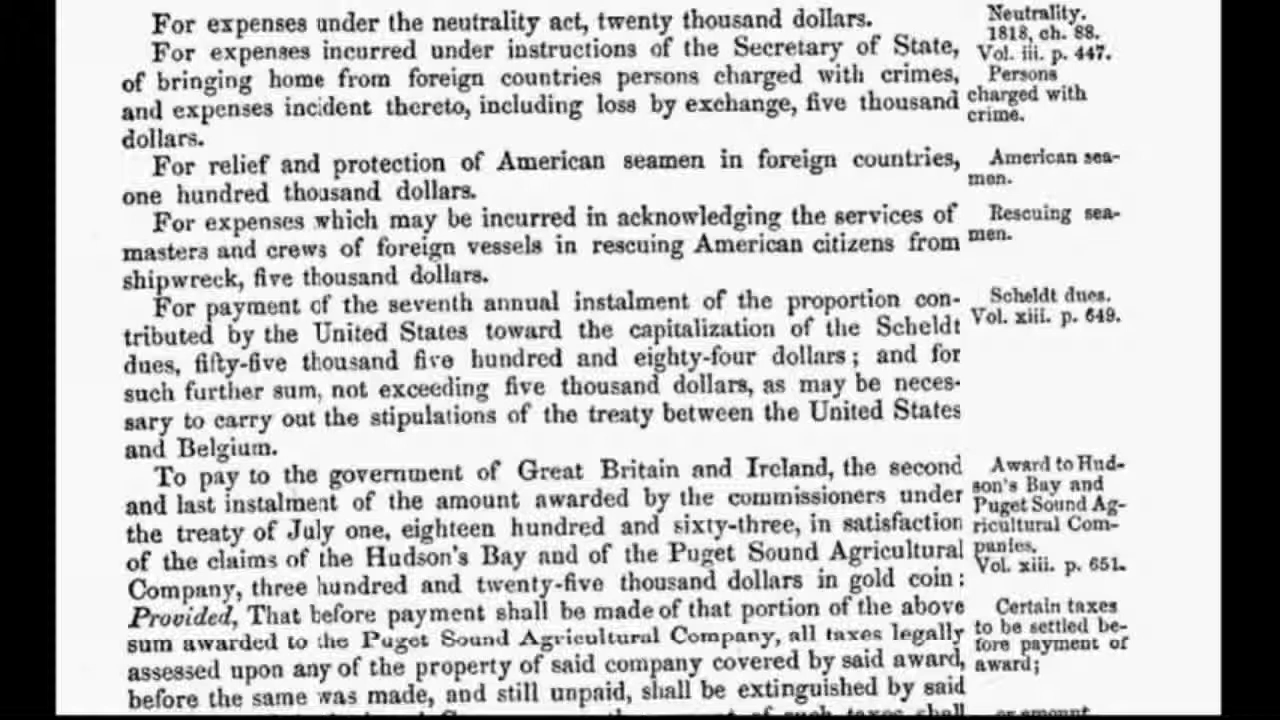 For expenses under the neutrality act, twenty thousand dollars.
For expenses incurred under instructions of the Secretary of State,
of bringing home from foreign countries persons charged with crimes,
and expenses incident thereto, including loss by exchange, five thousand
dollars.
For relief and protection of American seamen in foreign countries,
one hundred thousand dollars.
For expenses which may be incurred in acknowledging the services of
masters and crews of foreign vessels in rescuing American citizens from
shipwreck, five thousand dollars.
For payment of the seventh annual instalment of the proportion con-
tributed by the United States toward the capitalization of the Scheldt
dues, fifty-five thousand five hundred and eighty-four dollars; and for
such further sum, not exceeding five thousand dollars, as may be neces-
sary to carry out the stipulations of the treaty between the United States
and Belgium.
To pay to the government of Great Britain and Ireland, the second
and last instalment of the amount awarded by the commissioners under
the treaty of July one, eighteen hundred and sixty-three, in satisfaction
of the claims of the Hudson's Bay and of the Puget Sound Agricultural
Company, three hundred and twenty-five thousand dollars in gold coin:
Provided, That before payment shall be made of that portion of the above
sum awarded to the Puget Sound Agricultural Company, all taxes legally
assessed upon any of the property of said company covered by said award,
before the same was made, and still unpaid, shall be extinguished by said
of such taxes shall
Neutrality.
1818, ch. 88.
Vol. iii. p. 447.
Persons
charged with
crime.
American sea-
men.
Rescuing sea-
men.
Scheldt dues.
Vol. xiii. p. 649.
Award to Hud-
son's Bay and
Puget Sound Ag-
ricultural Com-
panies.
Vol. xiii. p. 651.
Certain taxes
to be settled be-
fore payment of
award;
or amount